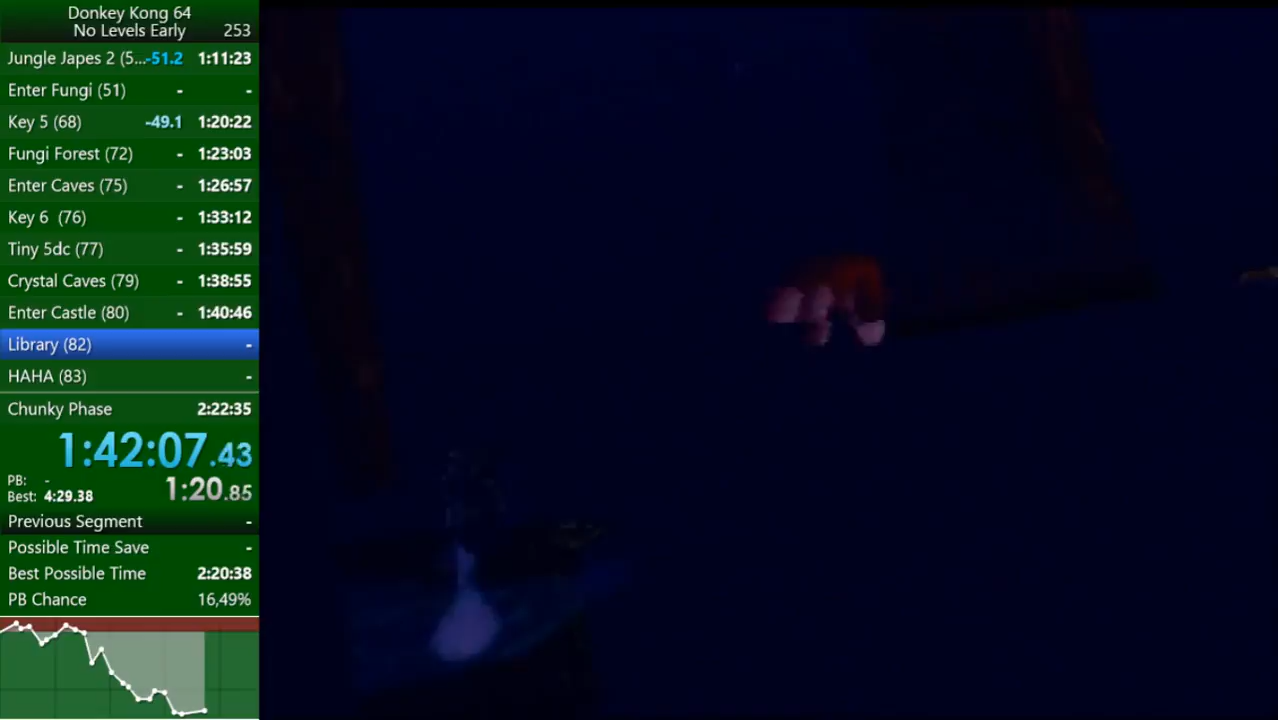 Donkey Kong 64
No Levels Early 253
Jungle Japes 2 (5... -51.2 1:11:23
Enter Fungi (51) - -
Key 5 (68) -49.1 1:20:22
Fungi Forest (72) - 1:23:03
Enter Caves (75) - 1:26:57
Key 6 (76) - 1:33:12
Tiny 5dc (77) - 1:35:59
Crystal Caves (79) - 1:38:55
Enter Castle (80) - 1:40:46
Library (82) -
HAHA (83) -
Chunky Phase 2:22:35
1:42:07.43
PB: -
Best: 4:29.38 1:20.85
Previous Segment -
Possible Time Save -
Best Possible Time 2:20:38
PB Chance 16,49%